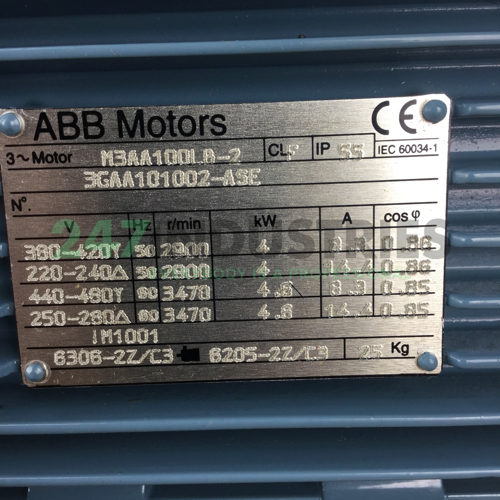 ABB Motors CE
3~Motor M3AA100LB-2 CL F IP 55 IEC 60034-1
3GAA101002-ASE
N°.
V Hz r/min kW A cos φ
380-420Y 50 2900 4 0.86
220-240Δ 50 2900 4 0.86
440-480Y 60 3470 4.6 0.85
250-280Δ 60 3470 4.6 14.4 0.85
IM1001
6306-2Z/C3 6205-2Z/C3 25 Kg